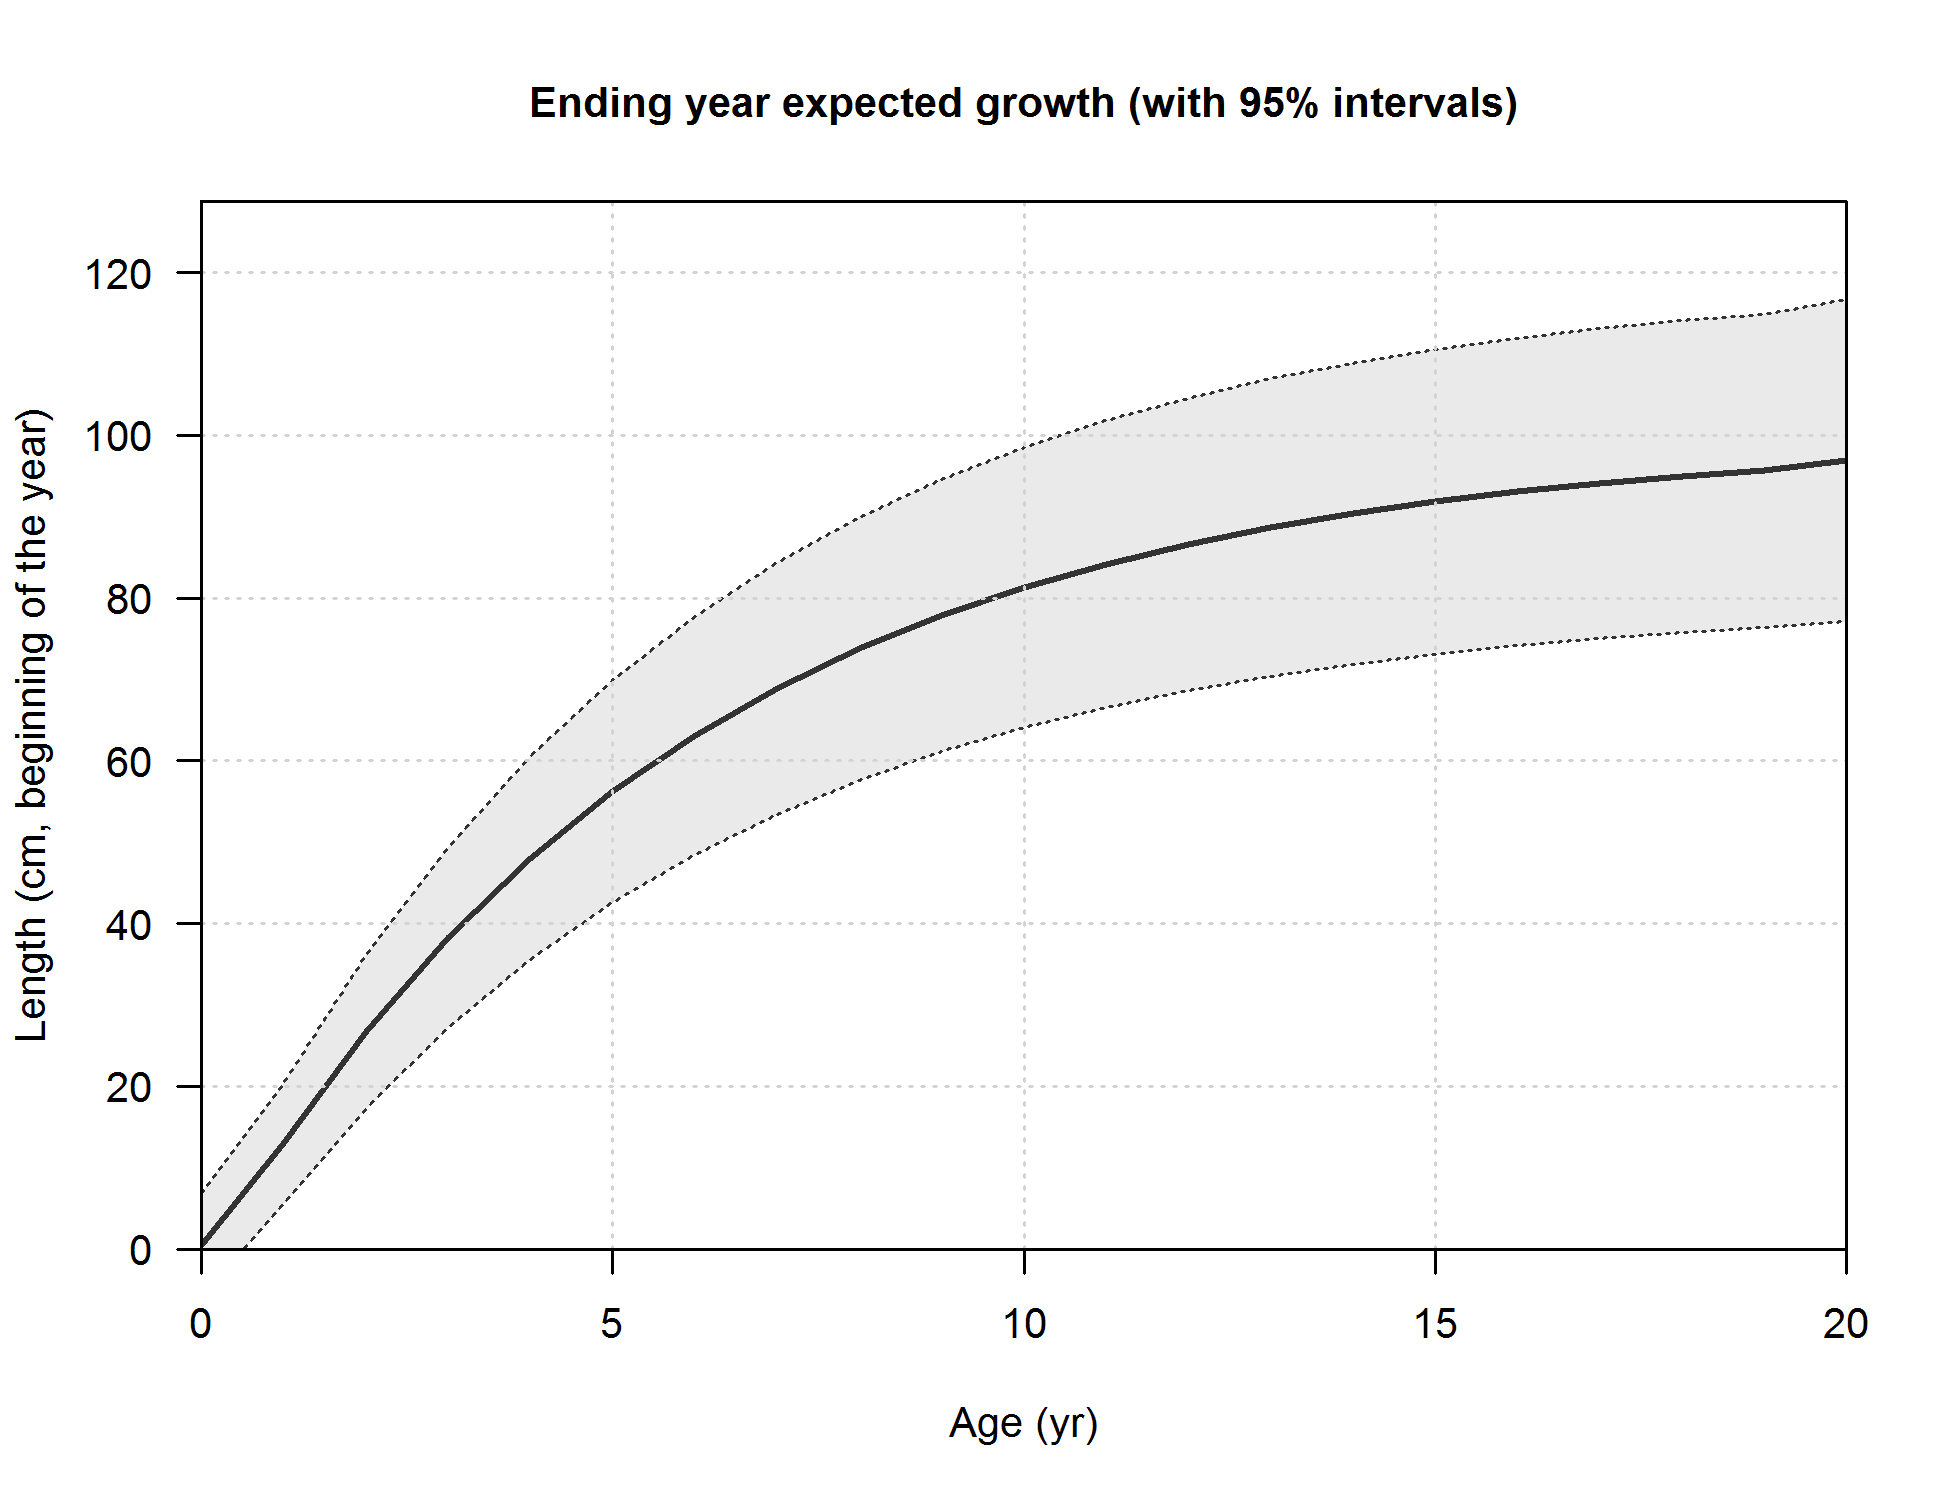 Ending year expected growth (with 95% intervals)
Length (cm, beginning of the year)
120
100
80
60
40
20
0
0 5 10 15 20
Age (yr)